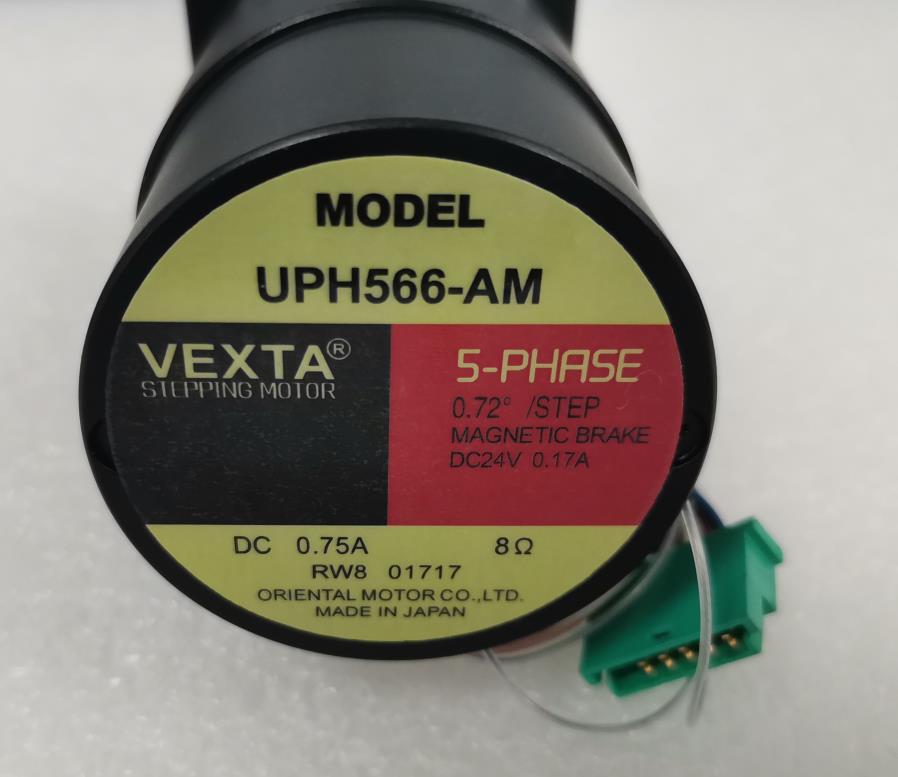 MODEL
UPH566-AM
VEXTA®
STEPPING MOTOR
5-PHASE
0.72° /STEP
MAGNETIC BRAKE
DC24V 0.17A
DC 0.75A 8Ω
RW8 01717
ORIENTAL MOTOR CO.,LTD.
MADE IN JAPAN